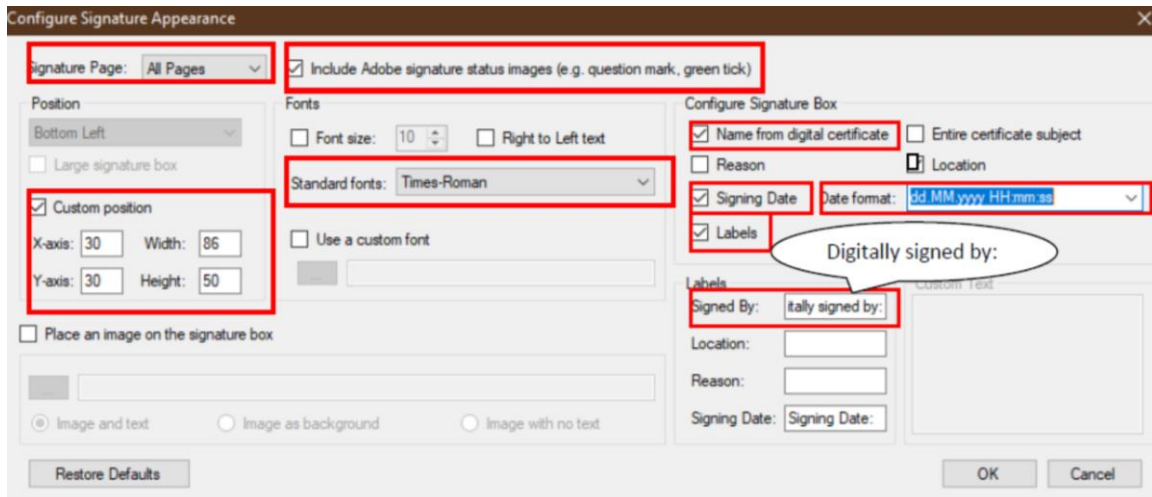 Configure Signature Appearance
Signature Page: All Pages
Include Adobe signature status images (e.g. question mark, green tick)
Position
Bottom Left
Large signature box
Custom position
X-axis: 30 Width: 86
Y-axis: 30 Height: 50
Fonts
Font size: 10 Right to Left text
Standard fonts: Times-Roman
Use a custom font
...
Configure Signature Box
Name from digital certificate Entire certificate subject
Reason Location
Signing Date Date format: dd.MM.yyyy HH:mm:ss
Labels
Digitally signed by:
Labels
Signed By: itally signed by:
Location:
Reason:
Signing Date: Signing Date:
Custom Text
Place an image on the signature box
...
Image and text Image as background Image with no text
Restore Defaults OK Cancel